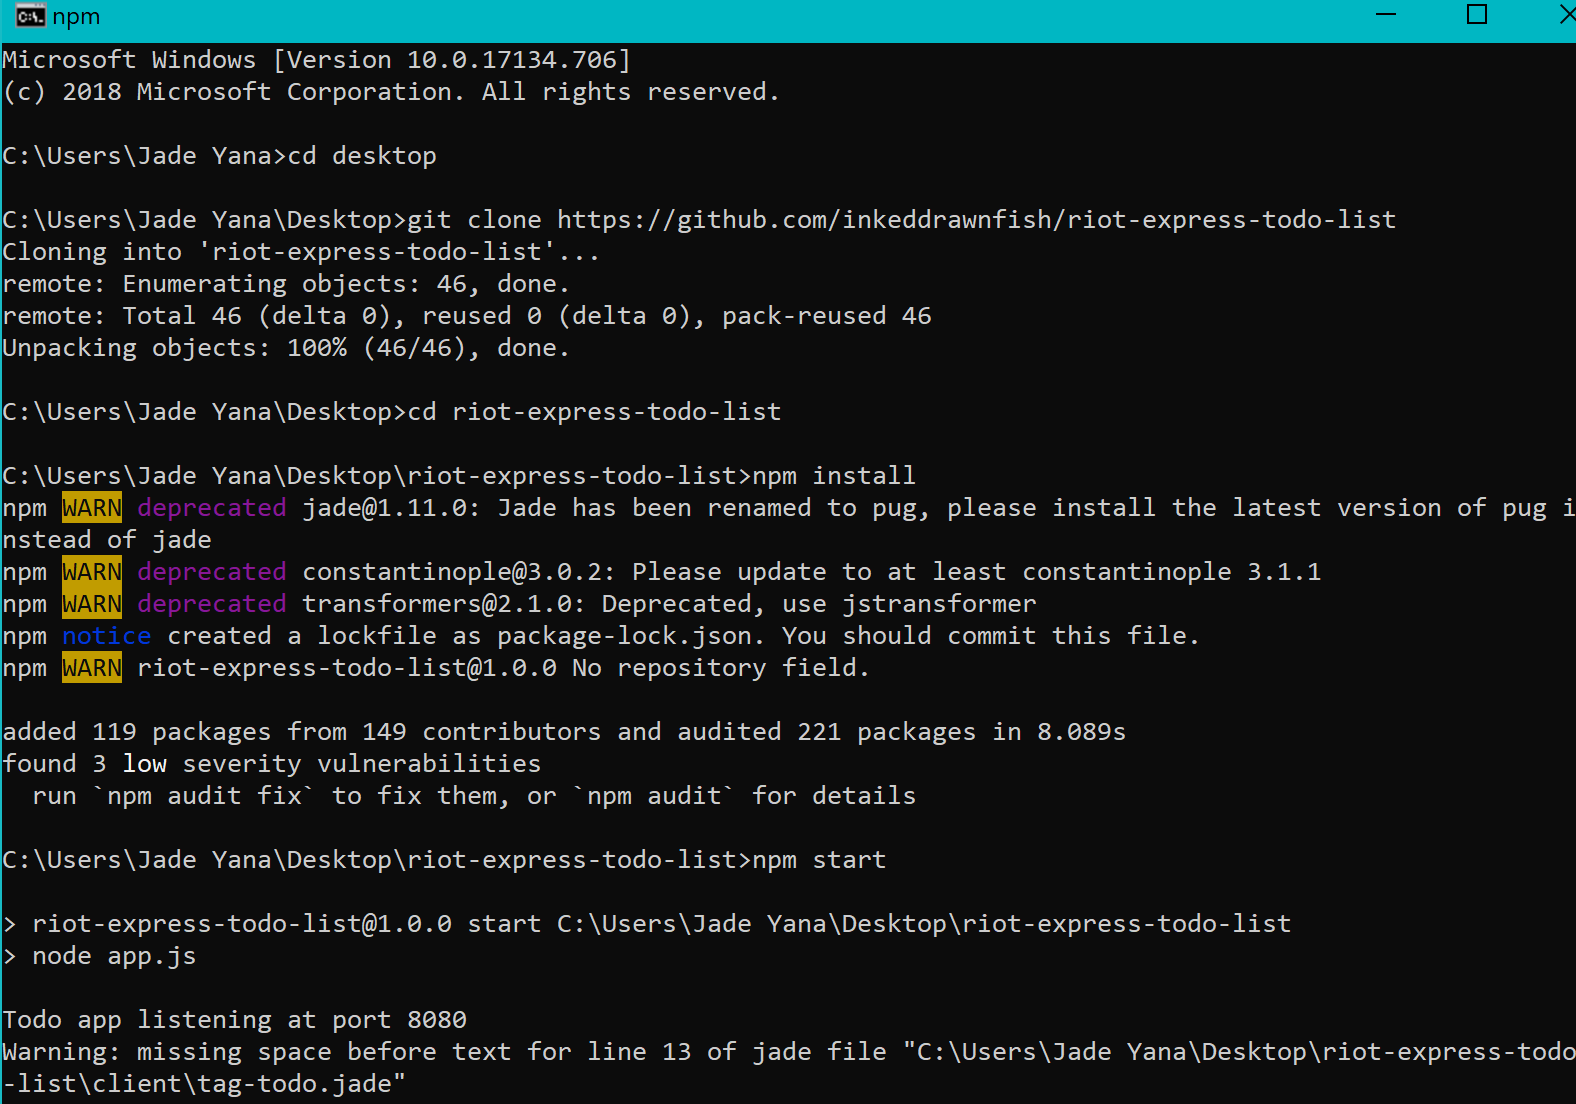 npm
Microsoft Windows [Version 10.0.17134.706]
(c) 2018 Microsoft Corporation. All rights reserved.
C:\Users\Jade Yana>cd desktop
C:\Users\Jade Yana\Desktop>git clone https://github.com/inkeddrawnfish/riot-express-todo-list
Cloning into 'riot-express-todo-list'...
remote: Enumerating objects: 46, done.
remote: Total 46 (delta 0), reused 0 (delta 0), pack-reused 46
Unpacking objects: 100% (46/46), done.
C:\Users\Jade Yana\Desktop>cd riot-express-todo-list
C:\Users\Jade Yana\Desktop\riot-express-todo-list>npm install
npm WARN deprecated jade@1.11.0: Jade has been renamed to pug, please install the latest version of pug i
nstead of jade
npm WARN deprecated constantinople@3.0.2: Please update to at least constantinople 3.1.1
npm WARN deprecated transformers@2.1.0: Deprecated, use jstransformer
npm notice created a lockfile as package-lock.json. You should commit this file.
npm WARN riot-express-todo-list@1.0.0 No repository field.
added 119 packages from 149 contributors and audited 221 packages in 8.089s
found 3 low severity vulnerabilities
  run `npm audit fix` to fix them, or `npm audit` for details
C:\Users\Jade Yana\Desktop\riot-express-todo-list>npm start
> riot-express-todo-list@1.0.0 start C:\Users\Jade Yana\Desktop\riot-express-todo-list
> node app.js
Todo app listening at port 8080
Warning: missing space before text for line 13 of jade file "C:\Users\Jade Yana\Desktop\riot-express-todo
-list\client\tag-todo.jade"